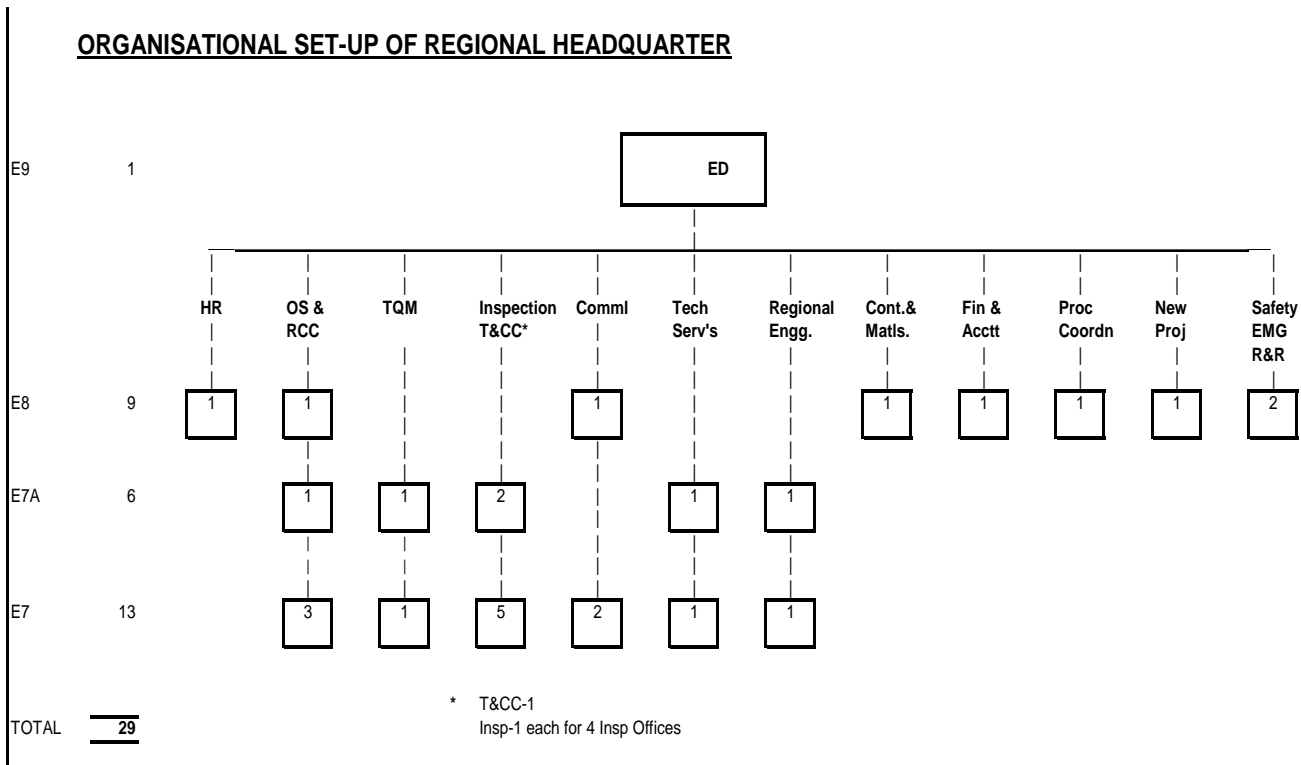 ORGANISATIONAL SET-UP OF REGIONAL HEADQUARTER
E9 1 ED
HR OS & TQM Inspection Comml Tech Regional Cont.& Fin & Proc New Safety
RCC T&CC* Serv's Engg. Matls. Acctt Coordn Proj EMG
R&R
E8 9 1 1 1 1 1 1 1 2
E7A 6 1 1 2 1 1
E7 13 3 1 5 2 1 1
* T&CC-1
TOTAL 29 Insp-1 each for 4 Insp Offices